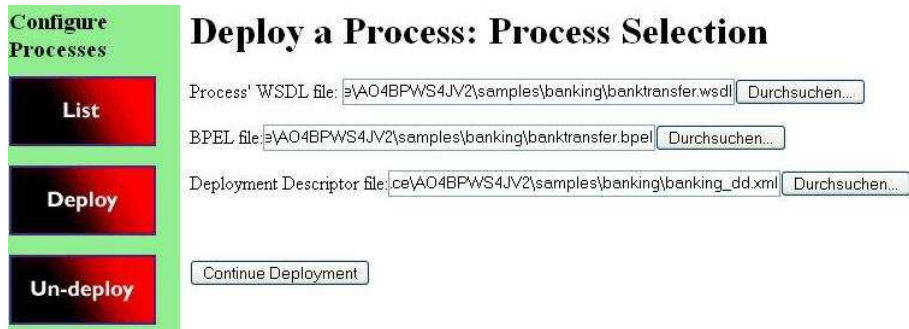 Configure
Processes
List
Deploy
Un-deploy
Deploy a Process: Process Selection
Process' WSDL file: e\AO4BPWS4JV2\samples\banking\banktransfer.wsdl Durchsuchen...
BPEL file: e\AO4BPWS4JV2\samples\banking\banktransfer.bpel Durchsuchen...
Deployment Descriptor file: ce\AO4BPWS4JV2\samples\banking\banking_dd.xml Durchsuchen...
Continue Deployment